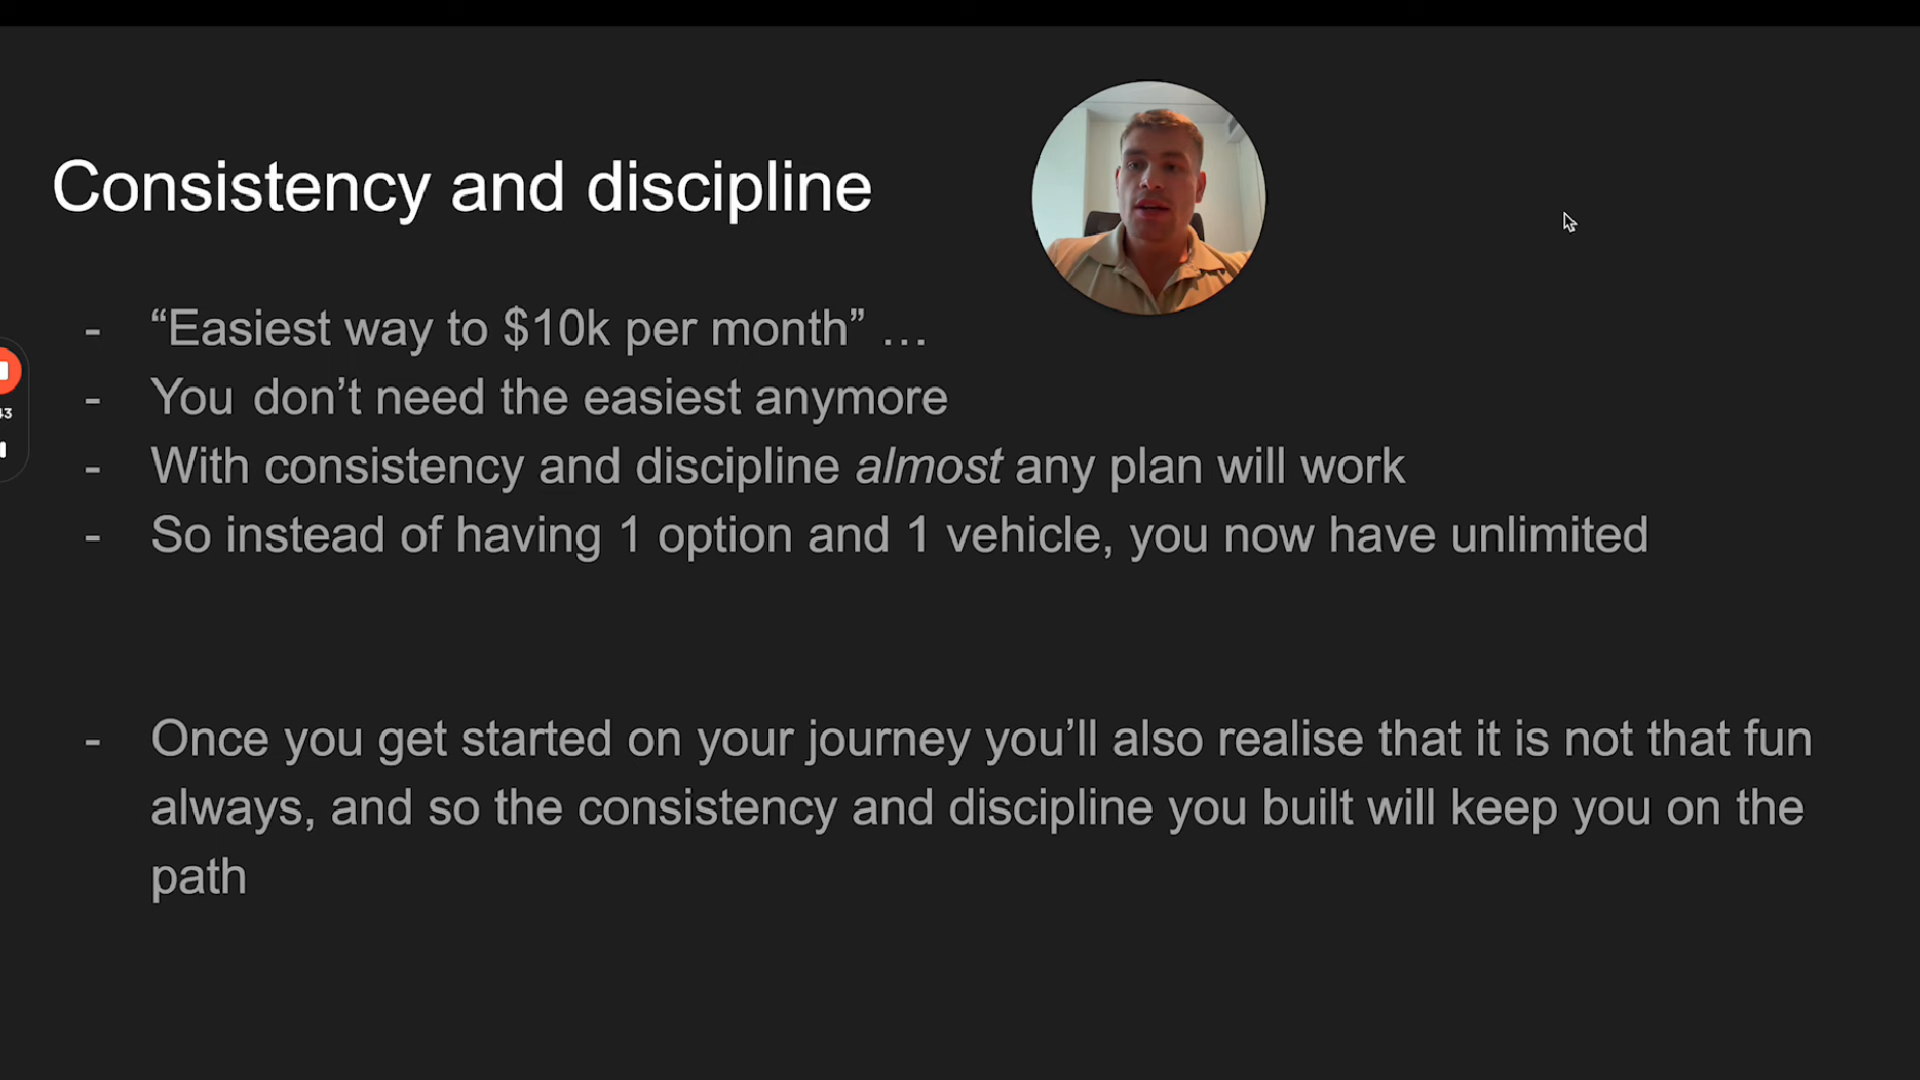 Consistency and discipline
- “Easiest way to $10k per month” …
- You don’t need the easiest anymore
- With consistency and discipline almost any plan will work
- So instead of having 1 option and 1 vehicle, you now have unlimited
- Once you get started on your journey you’ll also realise that it is not that fun
always, and so the consistency and discipline you built will keep you on the
path